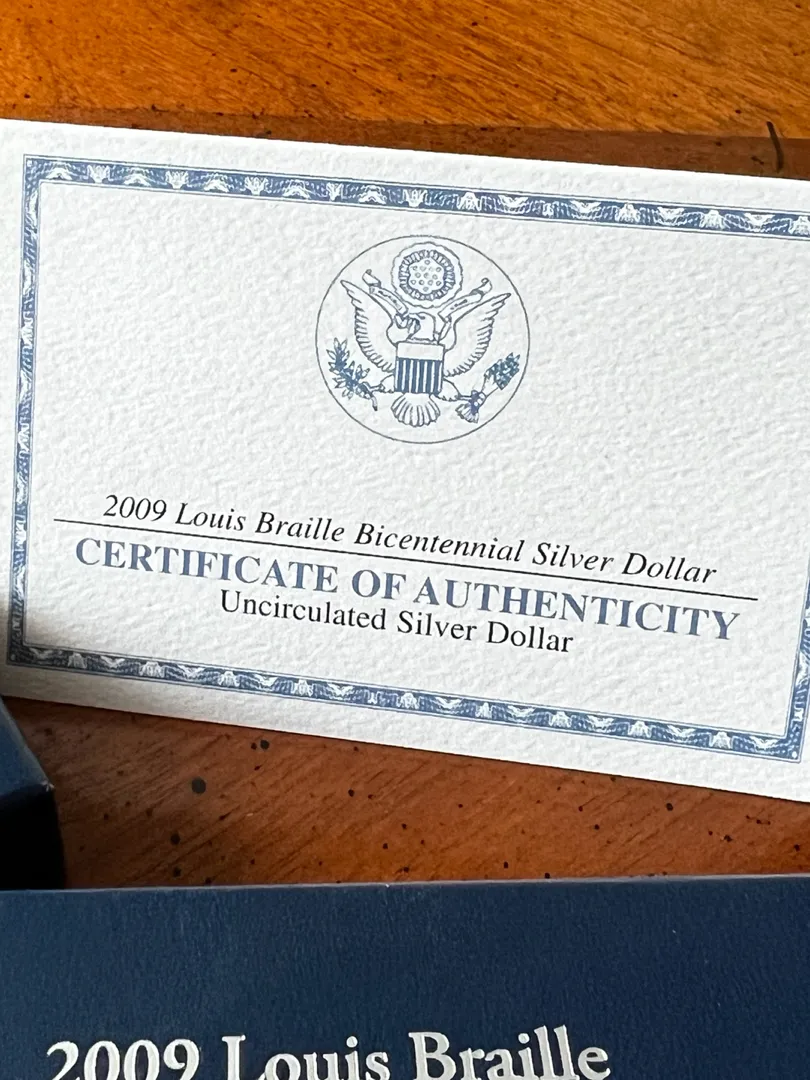 2009 Louis Braille Bicentennial Silver Dollar
CERTIFICATE OF AUTHENTICITY
Uncirculated Silver Dollar
2009 Louis Braille